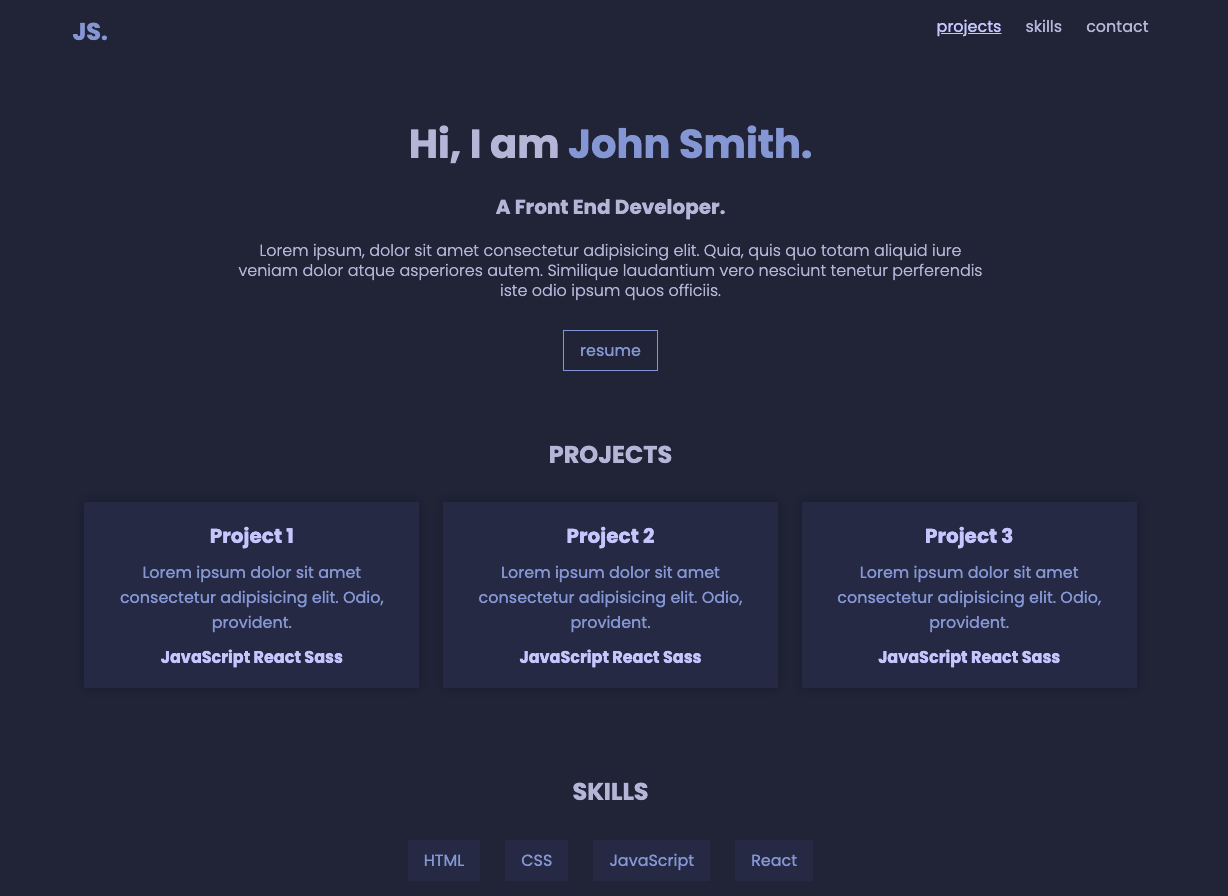 JS.
projects skills contact
Hi, I am John Smith.
A Front End Developer.
Lorem ipsum, dolor sit amet consectetur adipisicing elit. Quia, quis quo totam aliquid iure
veniam dolor atque asperiores autem. Similique laudantium vero nesciunt tenetur perferendis
iste odio ipsum quos officiis.
resume
PROJECTS
Project 1
Lorem ipsum dolor sit amet
consectetur adipisicing elit. Odio,
provident.
JavaScript React Sass
Project 2
Lorem ipsum dolor sit amet
consectetur adipisicing elit. Odio,
provident.
JavaScript React Sass
Project 3
Lorem ipsum dolor sit amet
consectetur adipisicing elit. Odio,
provident.
JavaScript React Sass
SKILLS
HTML CSS JavaScript React